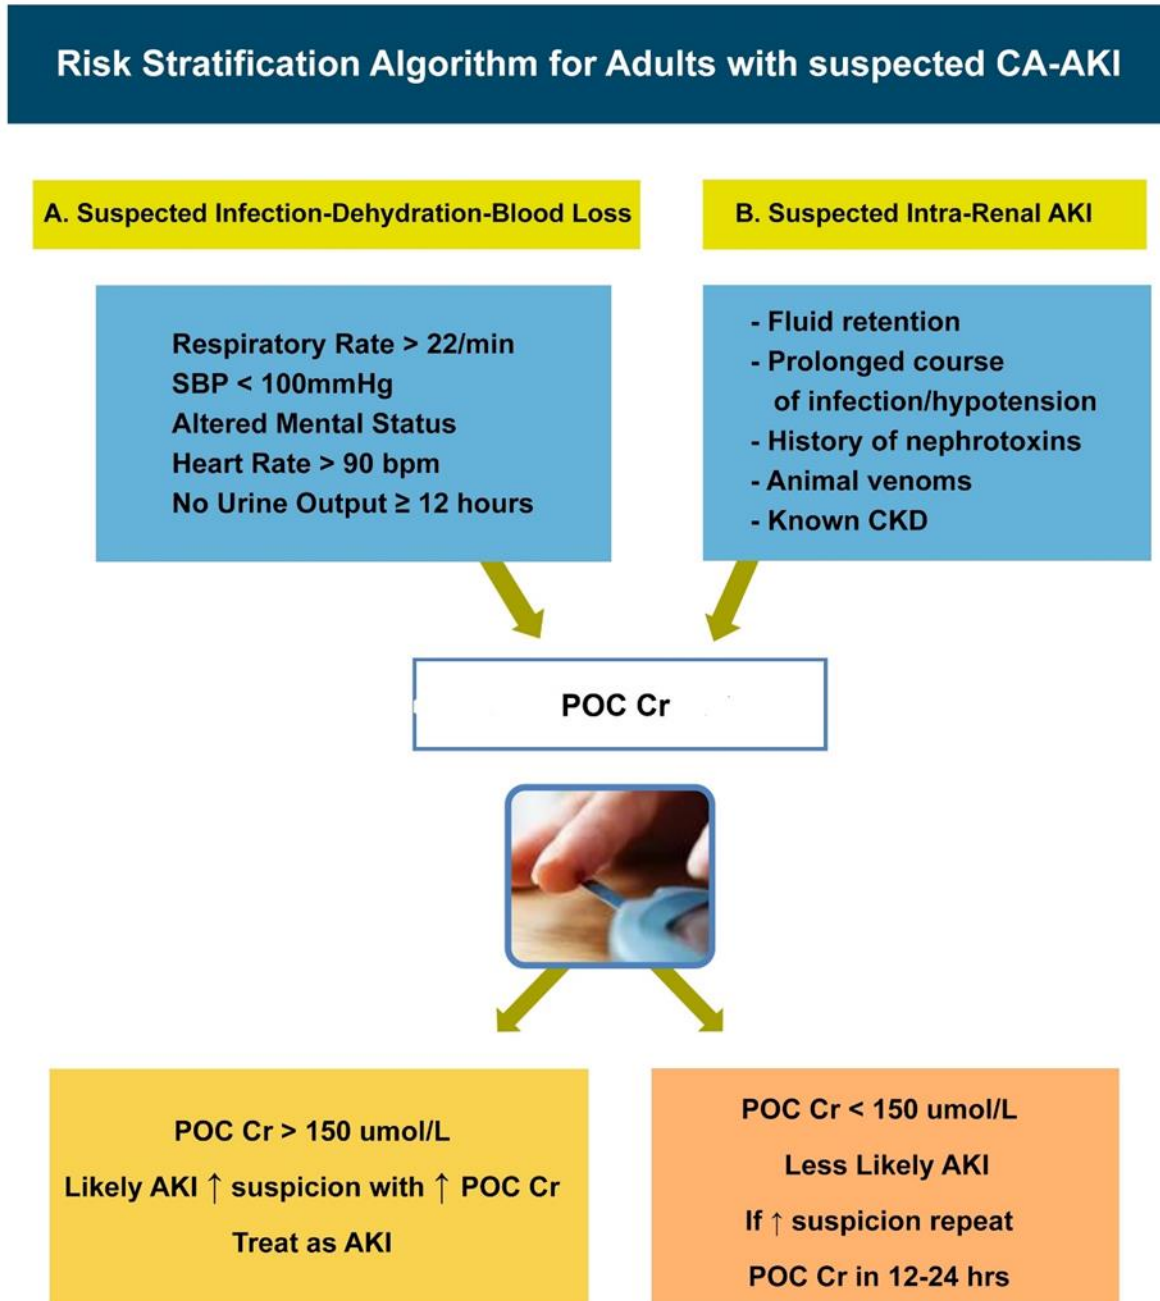 Risk Stratification Algorithm for Adults with suspected CA-AKI
A. Suspected Infection-Dehydration-Blood Loss
Respiratory Rate > 22/min
SBP < 100mmHg
Altered Mental Status
Heart Rate > 90 bpm
No Urine Output ≥ 12 hours
B. Suspected Intra-Renal AKI
- Fluid retention
- Prolonged course
of infection/hypotension
- History of nephrotoxins
- Animal venoms
- Known CKD
POC Cr
POC Cr > 150 umol/L
Likely AKI ↑ suspicion with ↑ POC Cr
Treat as AKI
POC Cr < 150 umol/L
Less Likely AKI
If ↑ suspicion repeat
POC Cr in 12-24 hrs